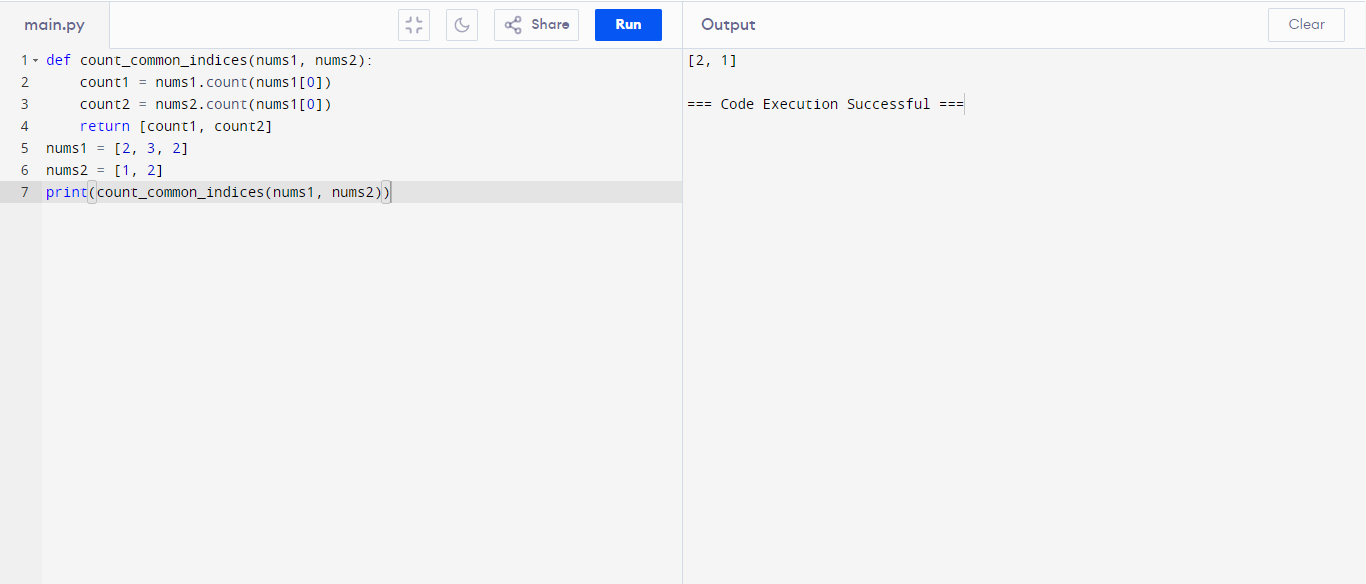 main.py Share Run Output Clear
1 def count_common_indices(nums1, nums2):
2     count1 = nums1.count(nums1[0])
3     count2 = nums2.count(nums1[0])
4     return [count1, count2]
5 nums1 = [2, 3, 2]
6 nums2 = [1, 2]
7 print(count_common_indices(nums1, nums2))
[2, 1]
=== Code Execution Successful ===